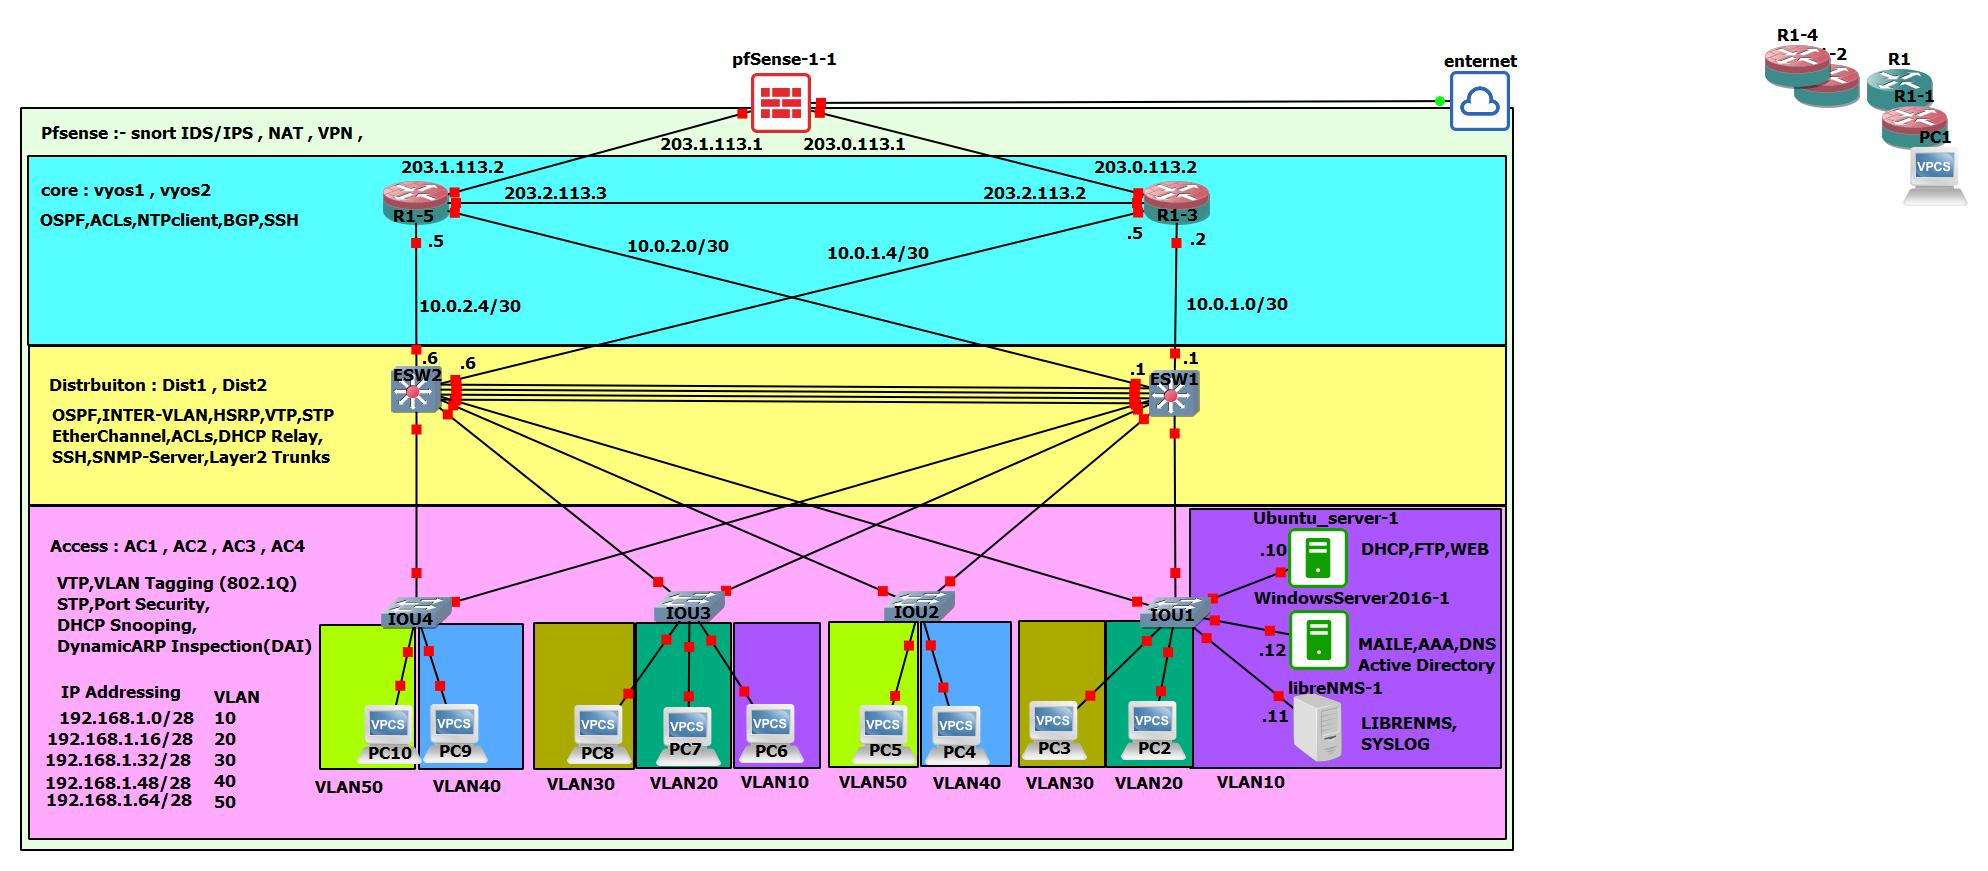 R1-4
-2
R1
R1-1
PC1
VPCS
pfSense-1-1
enternet
Pfsense :- snort IDS/IPS , NAT , VPN ,
203.1.113.1
203.0.113.1
203.1.113.2
203.0.113.2
core : vyos1 , vyos2
203.2.113.3
203.2.113.2
OSPF,ACLs,NTPclient,BGP,SSH
R1-5
R1-3
.5
10.0.2.0/30
10.0.1.4/30
.5
.2
10.0.2.4/30
10.0.1.0/30
.6
.6
.1
.1
ESW2
ESW1
Distrbuiton : Dist1 , Dist2
OSPF,INTER-VLAN,HSRP,VTP,STP
EtherChannel,ACLs,DHCP Relay,
SSH,SNMP-Server,Layer2 Trunks
Access : AC1 , AC2 , AC3 , AC4
VTP,VLAN Tagging (802.1Q)
STP,Port Security,
DHCP Snooping,
DynamicARP Inspection(DAI)
IP Addressing
VLAN
192.168.1.0/28
10
192.168.1.16/28
20
192.168.1.32/28
30
192.168.1.48/28
40
192.168.1.64/28
50
IOU4
IOU3
IOU2
IOU1
Ubuntu_server-1
.10
DHCP,FTP,WEB
WindowsServer2016-1
.12
MAILE,AAA,DNS
Active Directory
libreNMS-1
.11
LIBRENMS,
SYSLOG
VPCS
PC10
VPCS
PC9
VPCS
PC8
VPCS
PC7
VPCS
PC6
VPCS
PC5
VPCS
PC4
VPCS
PC3
VPCS
PC2
VLAN50
VLAN40
VLAN30
VLAN20
VLAN10
VLAN50
VLAN40
VLAN30
VLAN20
VLAN10